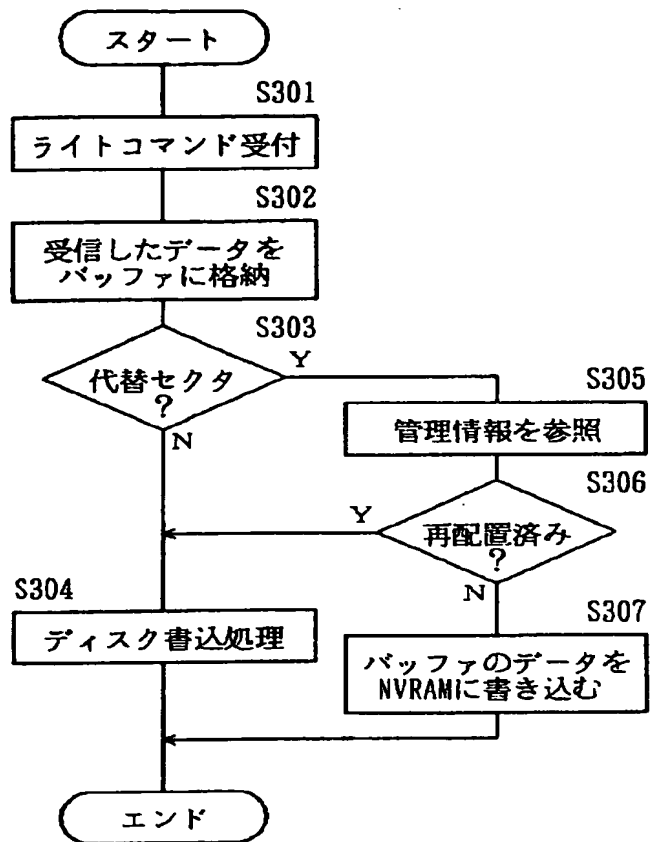 スタート
S301
ライトコマンド受付
S302
受信したデータを
バッファに格納
S303
代替セクタ
?
Y
N
S305
管理情報を参照
S306
再配置済み
?
Y
N
S304
ディスク書込処理
S307
バッファのデータを
NVRAMに書き込む
エンド